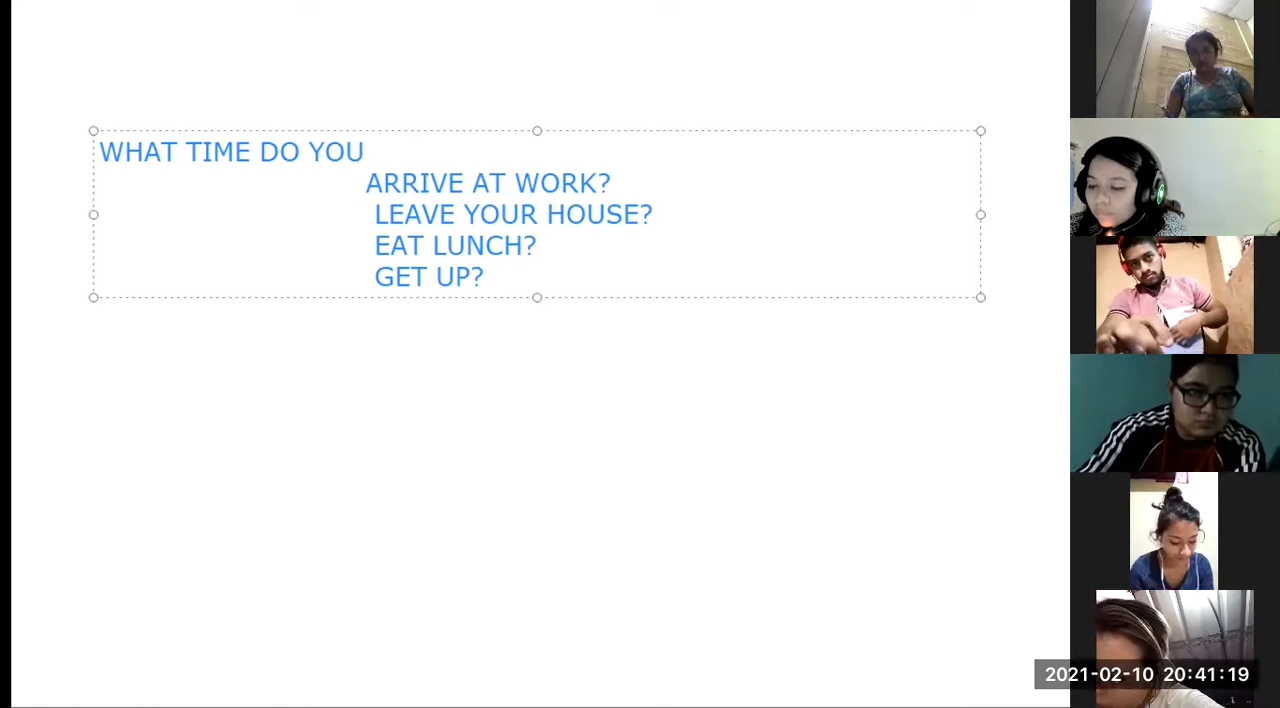 WHAT TIME DO YOU
ARRIVE AT WORK?
LEAVE YOUR HOUSE?
EAT LUNCH?
GET UP?
2021-02-10 20:41:19